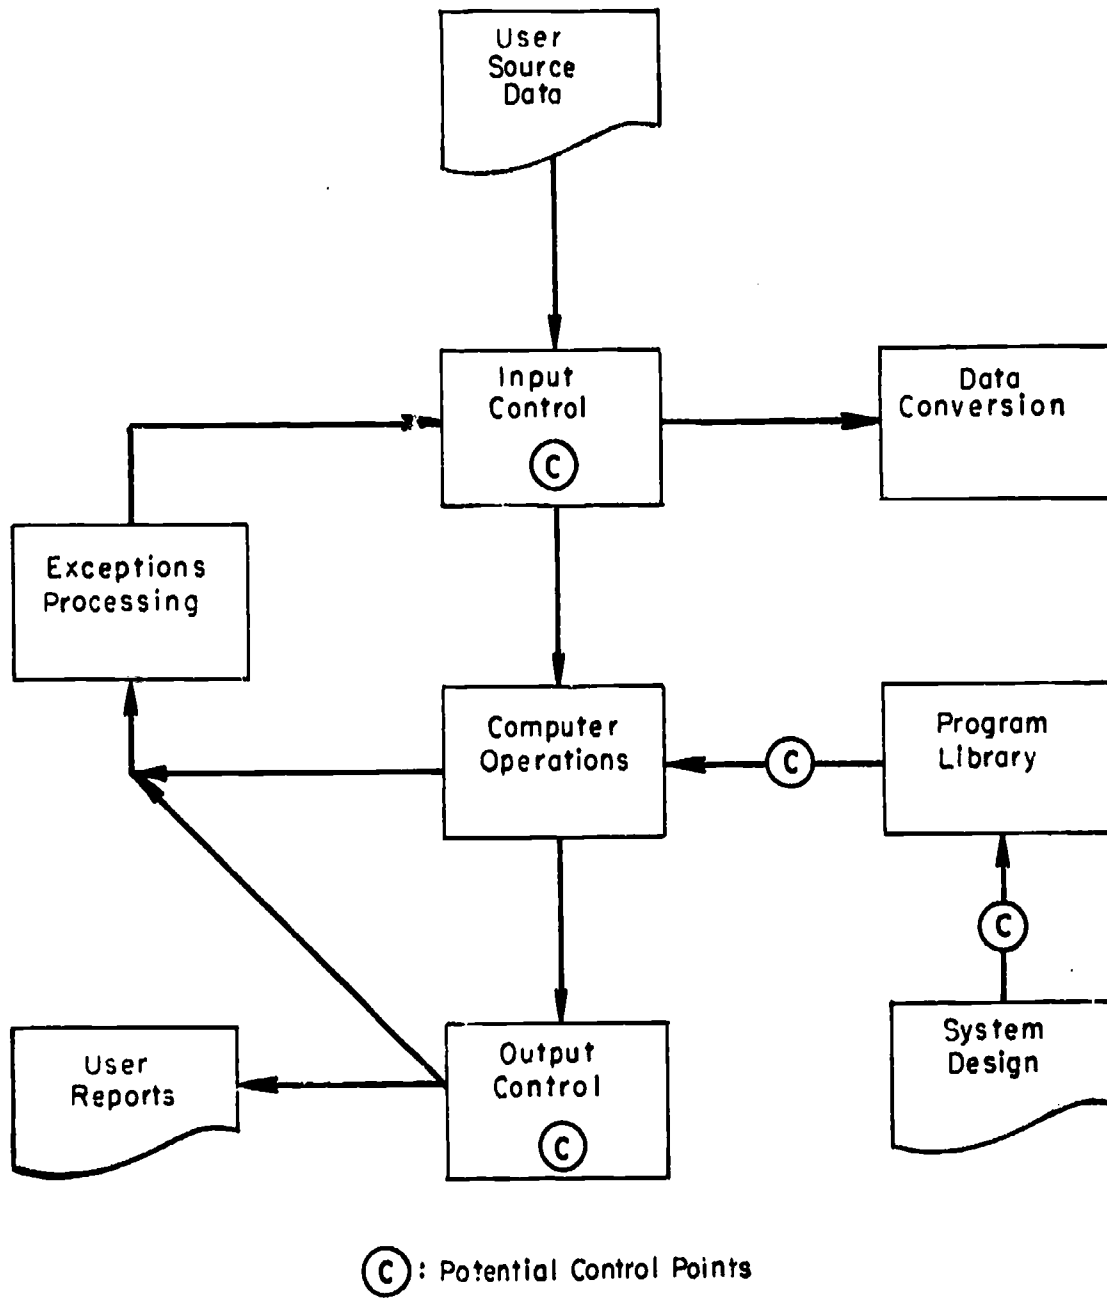 User
Source
Data
Input
Control
C
Data
Conversion
Exceptions
Processing
Computer
Operations
C
Program
Library
C
User
Reports
Output
Control
C
System
Design
C : Potential Control Points